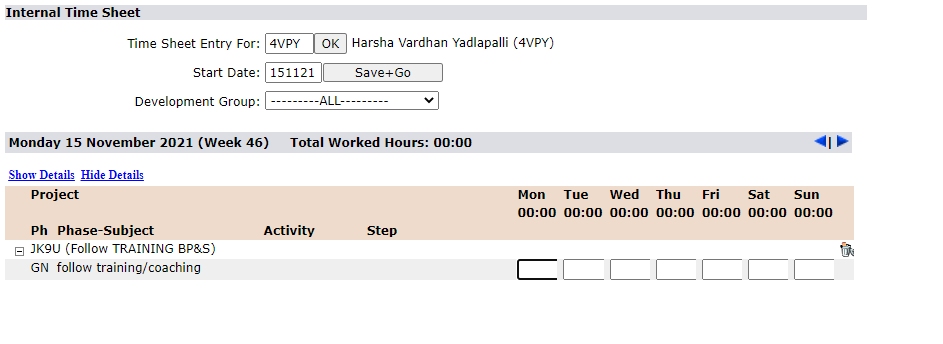 Internal Time Sheet
Time Sheet Entry For: 4VPY OK Harsha Vardhan Yadlapalli (4VPY)
Start Date: 151121 Save+Go
Development Group: ---------ALL---------
Monday 15 November 2021 (Week 46) Total Worked Hours: 00:00 |
Show Details Hide Details
Project Mon Tue Wed Thu Fri Sat Sun
00:00 00:00 00:00 00:00 00:00 00:00 00:00
Ph Phase-Subject Activity Step
JK9U (Follow TRAINING BP&S)
GN follow training/coaching